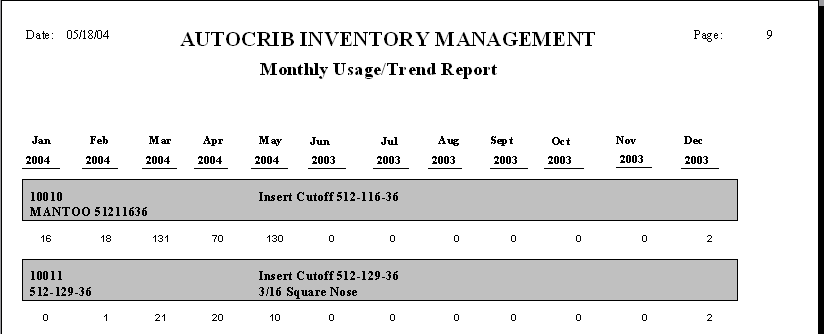 Date: 05/18/04 AUTOCRIB INVENTORY MANAGEMENT Page: 9
Monthly Usage/Trend Report
Jan Feb Mar Apr May Jun Jul Aug Sept Oct Nov Dec
2004 2004 2004 2004 2004 2003 2003 2003 2003 2003 2003 2003
10010 Insert Cutoff 512-116-36
MANTOO 51211636
16 18 131 70 130 0 0 0 0 0 0 2
10011 Insert Cutoff 512-129-36
512-129-36 3/16 Square Nose
0 1 21 20 10 0 0 0 0 0 0 2